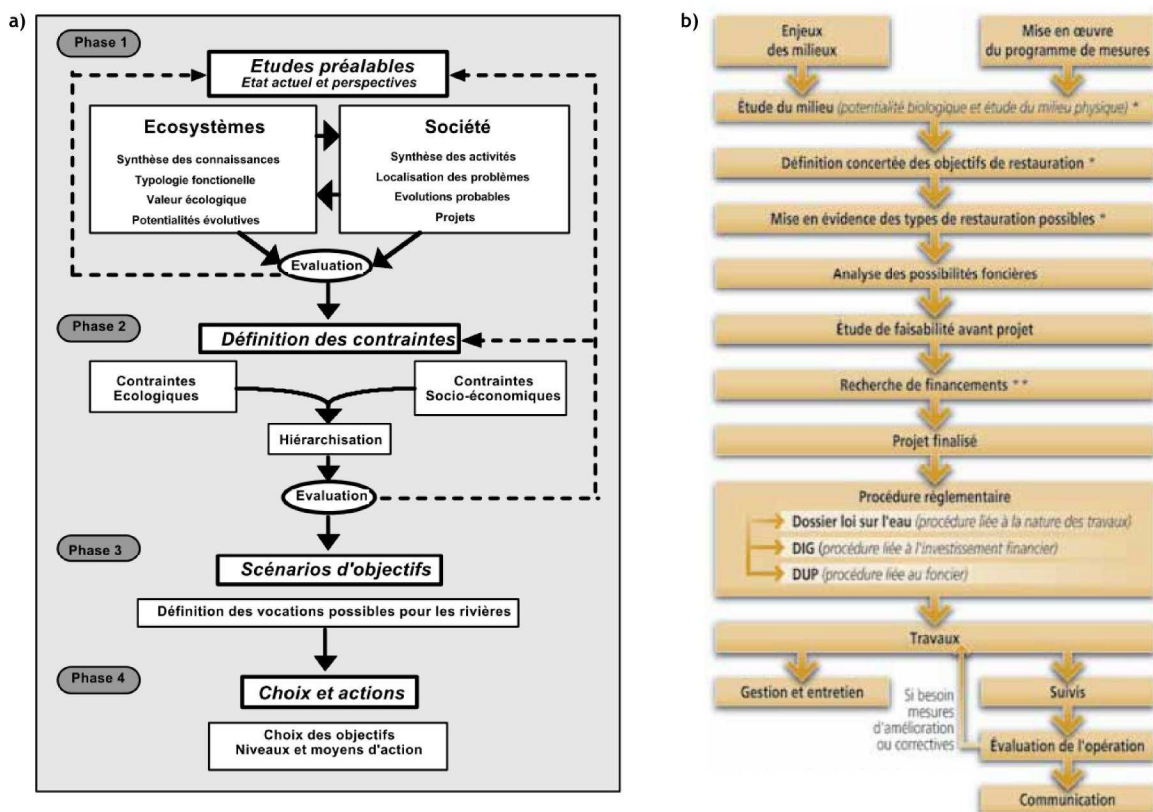 a)
Phase 1
Etudes préalables
Etat actuel et perspectives
Ecosystèmes
Synthèse des connaissances
Typologie fonctionelle
Valeur écologique
Potentialités évolutives
Société
Synthèse des activités
Localisation des problèmes
Evolutions probables
Projets
Evaluation
Phase 2
Définition des contraintes
Contraintes
Ecologiques
Contraintes
Socio-économiques
Hiérarchisation
Evaluation
Phase 3
Scénarios d'objectifs
Définition des vocations possibles pour les rivières
Phase 4
Choix et actions
Choix des objectifs
Niveaux et moyens d'action
b)
Enjeux
des milieux
Mise en œuvre
du programme de mesures
Étude du milieu (potentialité biologique et étude du milieu physique) *
Définition concertée des objectifs de restauration *
Mise en évidence des types de restauration possibles *
Analyse des possibilités foncières
Étude de faisabilité avant projet
Recherche de financements **
Projet finalisé
Procédure réglementaire
Dossier loi sur l'eau (procédure liée à la nature des travaux)
DIG (procédure liée à l'investissement financier)
DUP (procédure liée au foncier)
Travaux
Gestion et entretien
Si besoin
mesures
d'amélioration
ou correctives
Suivis
Évaluation de l'opération
Communication